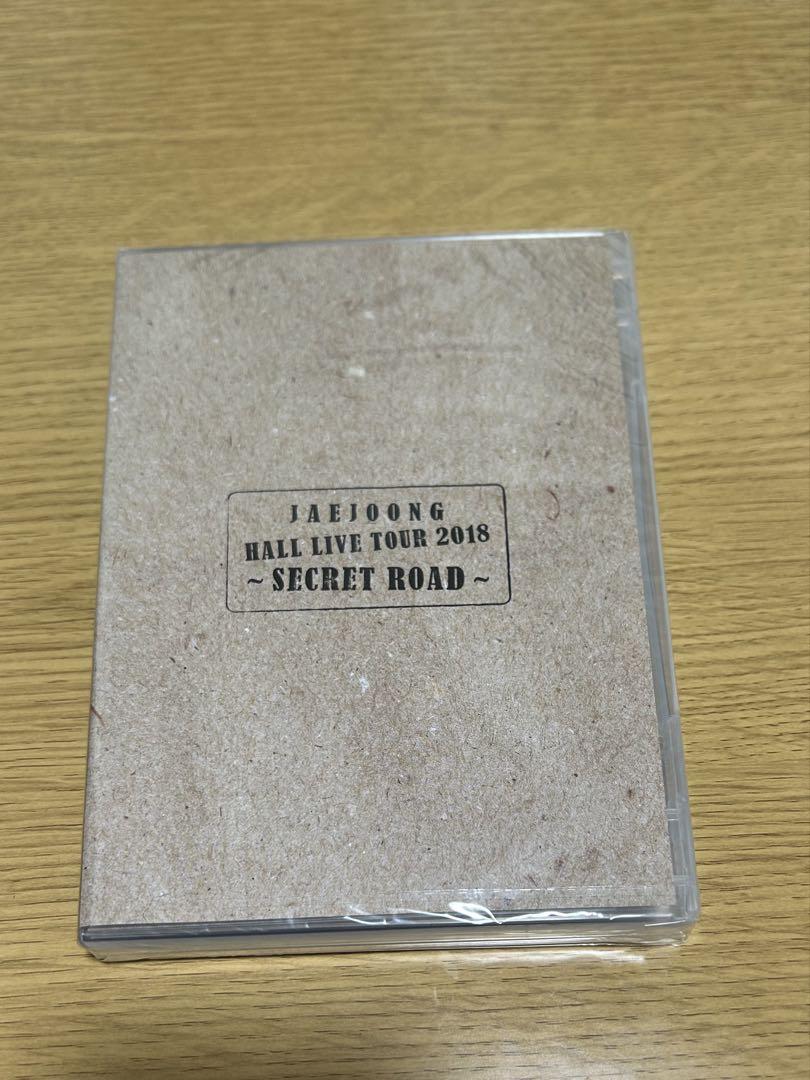 JAEJOONG
HALL LIVE TOUR 2018
~ SECRET ROAD ~